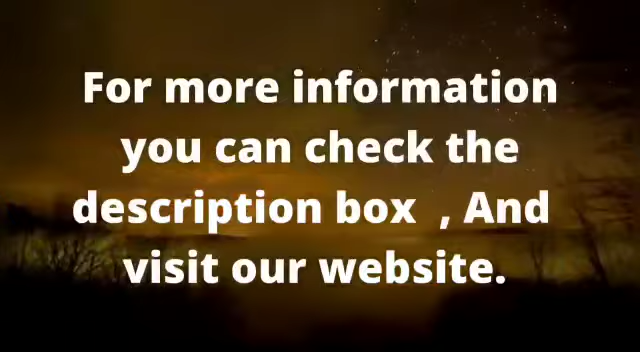 For more information
you can check the
description box  , And
visit our website.